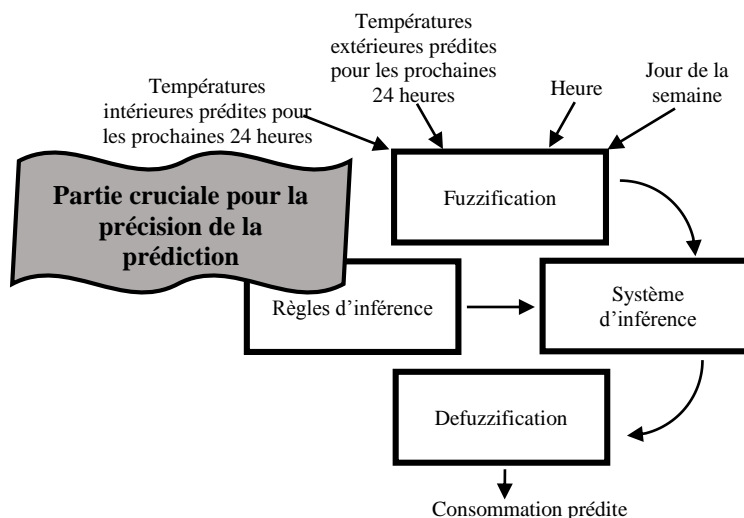 Températures
extérieures prédites
pour les prochaines
24 heures
Températures
intérieures prédites pour
les prochaines 24 heures
Heure
Jour de la
semaine
Partie cruciale pour la
précision de la
prédiction
Fuzzification
Règles d’inférence
Système
d’inférence
Defuzzification
Consommation prédite